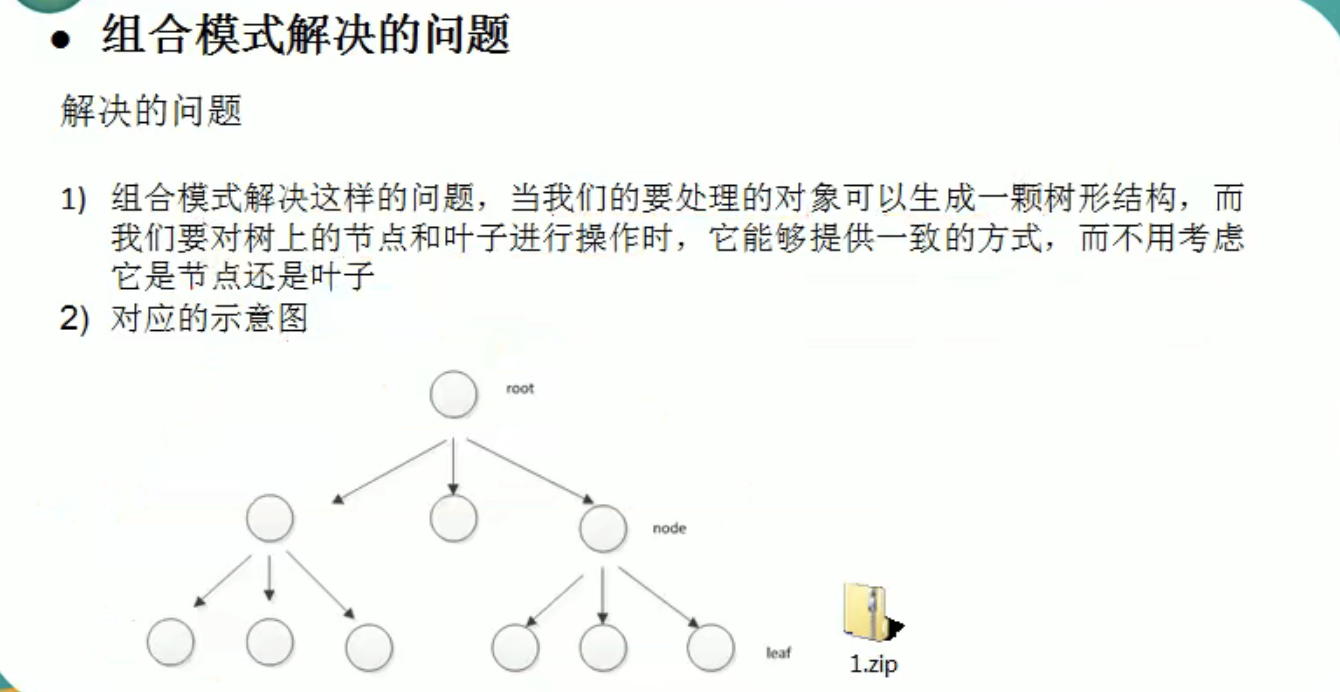 ● 组合模式解决的问题
解决的问题
1) 组合模式解决这样的问题，当我们的要处理的对象可以生成一颗树形结构，而
我们要对树上的节点和叶子进行操作时，它能够提供一致的方式，而不用考虑
它是节点还是叶子
2) 对应的示意图
root
node
leaf
1.zip